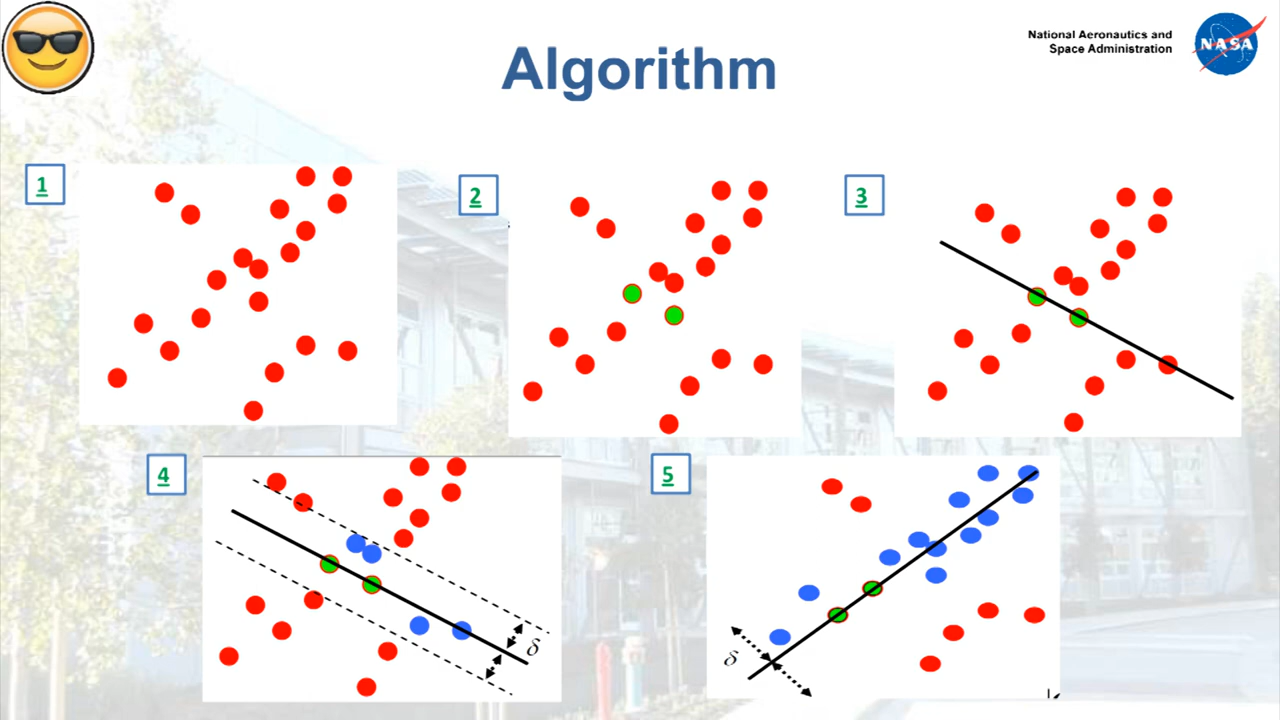 National Aeronautics and
Space Administration
NASA
Algorithm
1
2
3
4
5
δ
δ